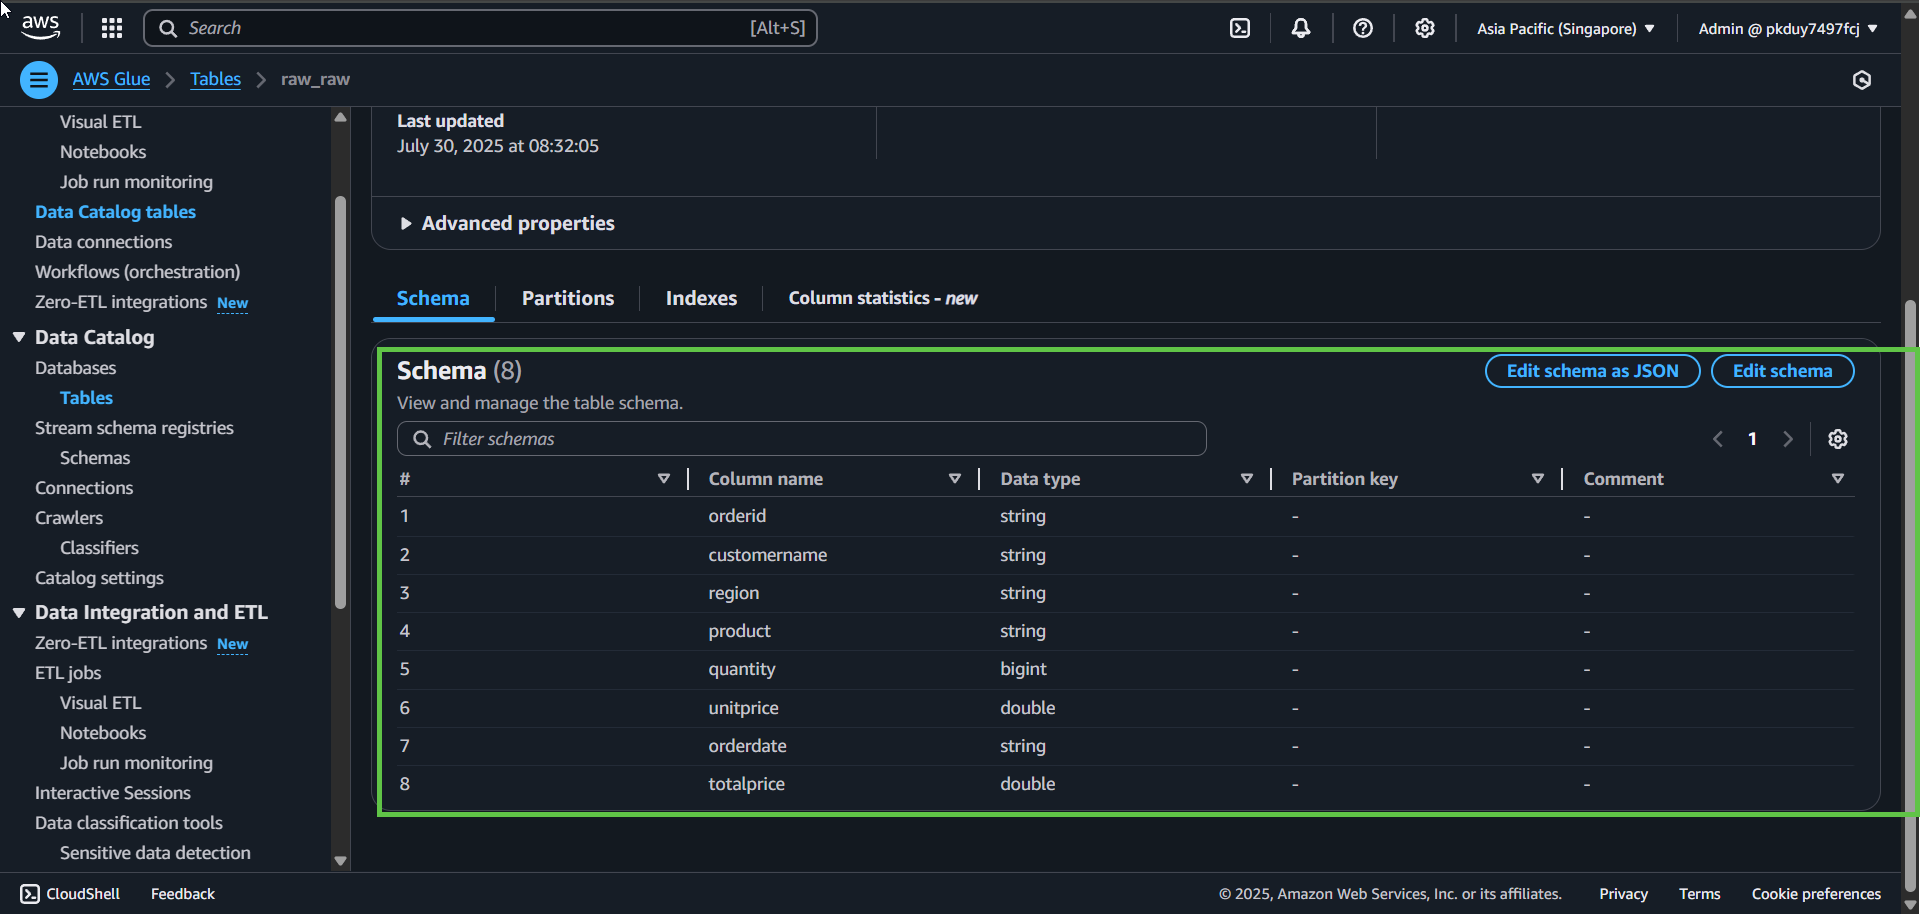 aws
Search
[Alt+S]
Asia Pacific (Singapore)
Admin @ pkduy7497fcj
AWS Glue
Tables
raw_raw
Visual ETL
Notebooks
Job run monitoring
Data Catalog tables
Data connections
Workflows (orchestration)
Zero-ETL integrations New
Data Catalog
Databases
Tables
Stream schema registries
Schemas
Connections
Crawlers
Classifiers
Catalog settings
Data Integration and ETL
Zero-ETL integrations New
ETL jobs
Visual ETL
Notebooks
Job run monitoring
Interactive Sessions
Data classification tools
Sensitive data detection
Last updated
July 30, 2025 at 08:32:05
Advanced properties
Schema Partitions Indexes Column statistics - new
Schema (8)
Edit schema as JSON Edit schema
View and manage the table schema.
Filter schemas
1
# Column name Data type Partition key Comment
1 orderid string - -
2 customername string - -
3 region string - -
4 product string - -
5 quantity bigint - -
6 unitprice double - -
7 orderdate string - -
8 totalprice double - -
CloudShell Feedback © 2025, Amazon Web Services, Inc. or its affiliates. Privacy Terms Cookie preferences